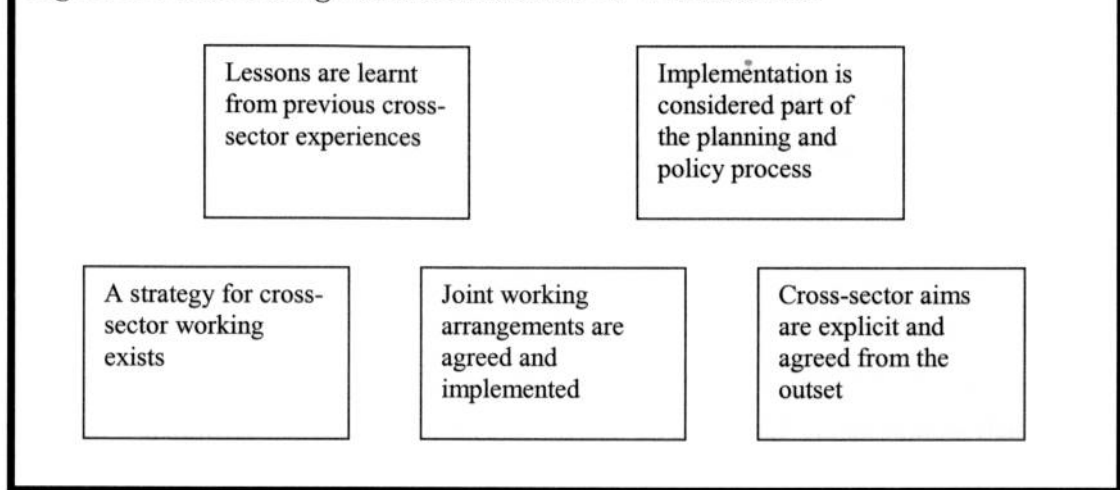 Lessons are learnt
from previous cross-
sector experiences
Implementation is
considered part of
the planning and
policy process
A strategy for cross-
sector working
exists
Joint working
arrangements are
agreed and
implemented
Cross-sector aims
are explicit and
agreed from the
outset